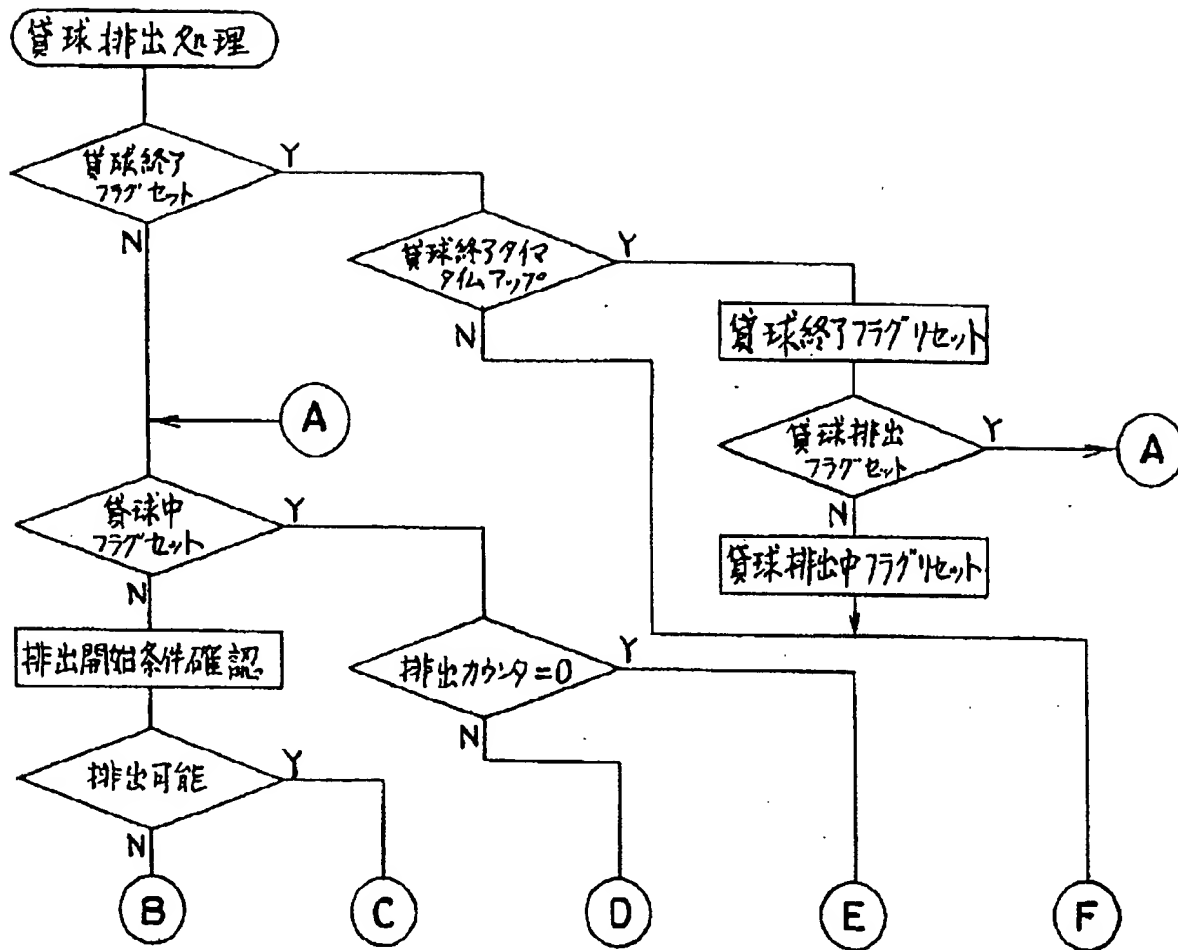 貸球排出処理
貸球終了
フラグセット
Y
N
貸球終了タイマ
タイムアップ
Y
N
貸球終了フラグリセット
A
貸球排出
フラグセット
Y
A
N
貸球中
フラグセット
Y
N
貸球排出中フラグリセット
排出開始条件確認
排出カウンタ=0
Y
N
排出可能
Y
N
B
C
D
E
F